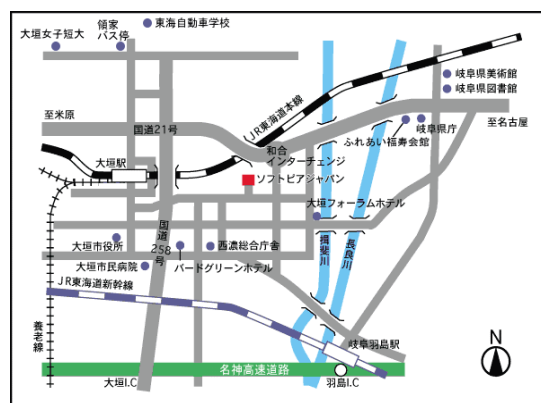 東海自動車学校
領家
バス停
大垣女子短大
JR東海道本線
岐阜県美術館
岐阜県図書館
至米原
国道21号
至名古屋
岐阜県庁
ふれあい福寿会館
和合
インターチェンジ
大垣駅
ソフトピアジャパン
大垣フォーラムホテル
国道
258号
揖斐川
長良川
大垣市役所
西濃総合庁舎
大垣市民病院
バードグリーンホテル
JR東海道新幹線
養老線
岐阜羽島駅
N
名神高速道路
大垣I.C
羽島I.C